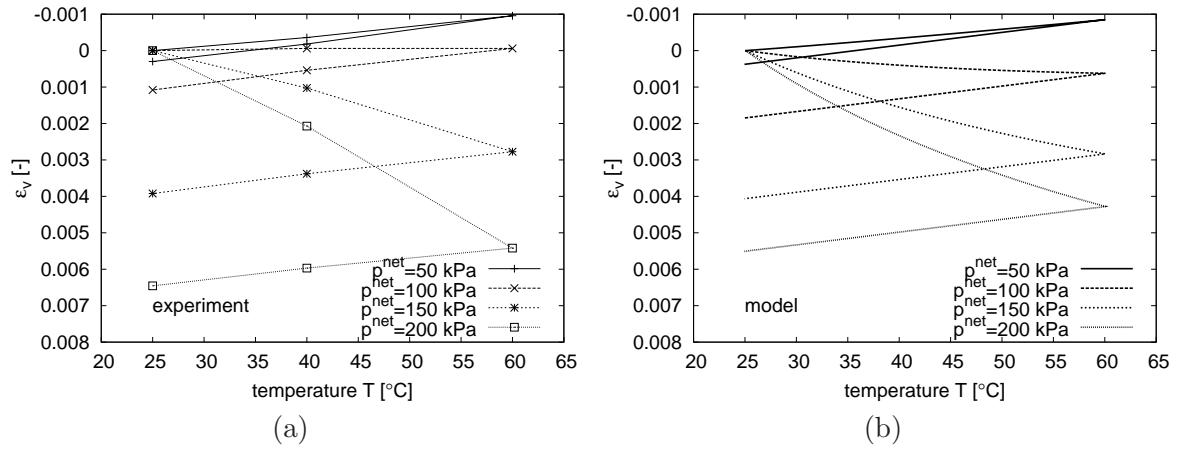 -0.001
0
0.001
0.002
0.003
0.004
0.005
0.006
0.007
0.008
εv [-]
20 25 30 35 40 45 50 55 60 65
temperature T [°C]
experiment
p^net=50 kPa
p^net=100 kPa
p^net=150 kPa
p^net=200 kPa
(a)
-0.001
0
0.001
0.002
0.003
0.004
0.005
0.006
0.007
0.008
εv [-]
20 25 30 35 40 45 50 55 60 65
temperature T [°C]
model
p^net=50 kPa
p^net=100 kPa
p^net=150 kPa
p^net=200 kPa
(b)